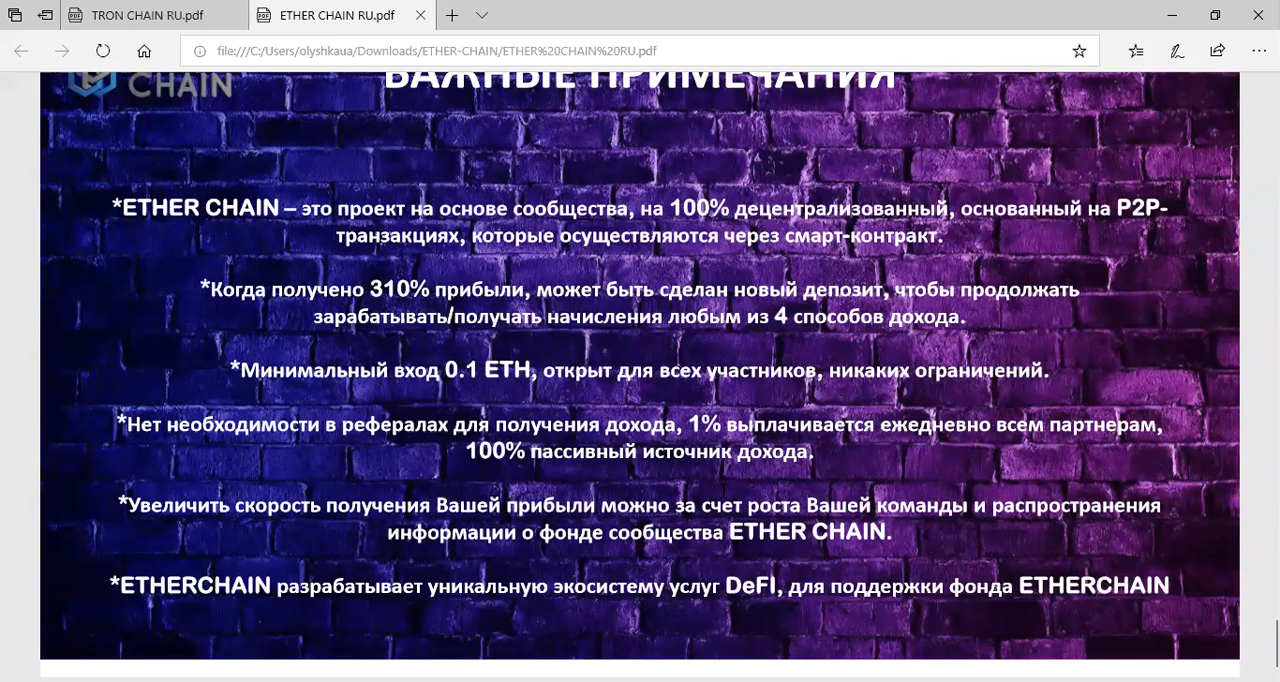 TRON CHAIN RU.pdf
ETHER CHAIN RU.pdf
file:///C:/Users/olyshkaua/Downloads/ETHER-CHAIN/ETHER%20CHAIN%20RU.pdf
CHAIN
ВАЖНЫЕ ПРИМЕЧАНИЯ
*ETHER CHAIN – это проект на основе сообщества, на 100% децентрализованный, основанный на P2P-
транзакциях, которые осуществляются через смарт-контракт.
*Когда получено 310% прибыли, может быть сделан новый депозит, чтобы продолжать
зарабатывать/получать начисления любым из 4 способов дохода.
*Минимальный вход 0.1 ETH, открыт для всех участников, никаких ограничений.
*Нет необходимости в рефералах для получения дохода, 1% выплачивается ежедневно всем партнерам,
100% пассивный источник дохода.
*Увеличить скорость получения Вашей прибыли можно за счет роста Вашей команды и распространения
информации о фонде сообщества ETHER CHAIN.
*ETHERCHAIN разрабатывает уникальную экосистему услуг DeFI, для поддержки фонда ETHERCHAIN